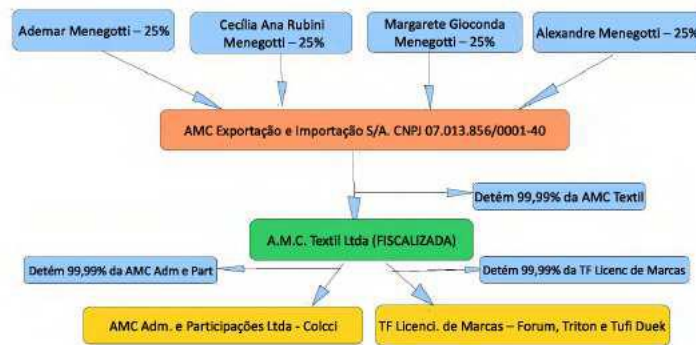 Ademar Menegotti – 25%
Cecília Ana Rubini
Menegotti – 25%
Margarete Gioconda
Menegotti – 25%
Alexandre Menegotti – 25%
AMC Exportação e Importação S/A. CNPJ 07.013.856/0001-40
Detém 99,99% da AMC Textil
A.M.C. Textil Ltda (FISCALIZADA)
Detém 99,99% da AMC Adm e Part
Detém 99,99% da TF Licenc de Marcas
AMC Adm. e Participações Ltda - Colcci
TF Licenci. de Marcas – Forum, Triton e Tufi Duek